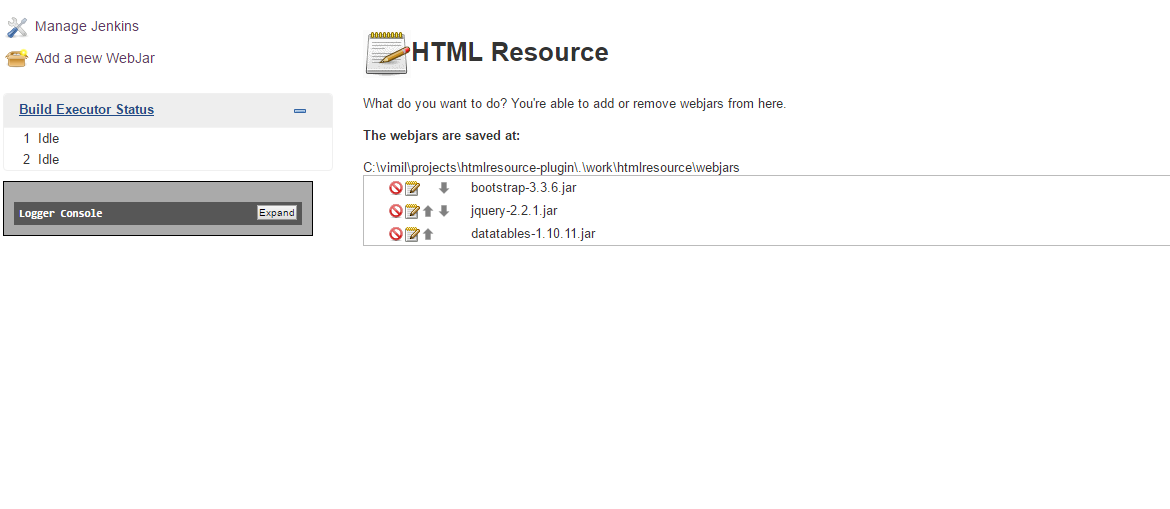 Manage Jenkins
Add a new WebJar
Build Executor Status
1 Idle
2 Idle
Logger Console Expand
HTML Resource
What do you want to do? You're able to add or remove webjars from here.
The webjars are saved at:
C:\vimil\projects\htmlresource-plugin\.\work\htmlresource\webjars
bootstrap-3.3.6.jar
jquery-2.2.1.jar
datatables-1.10.11.jar